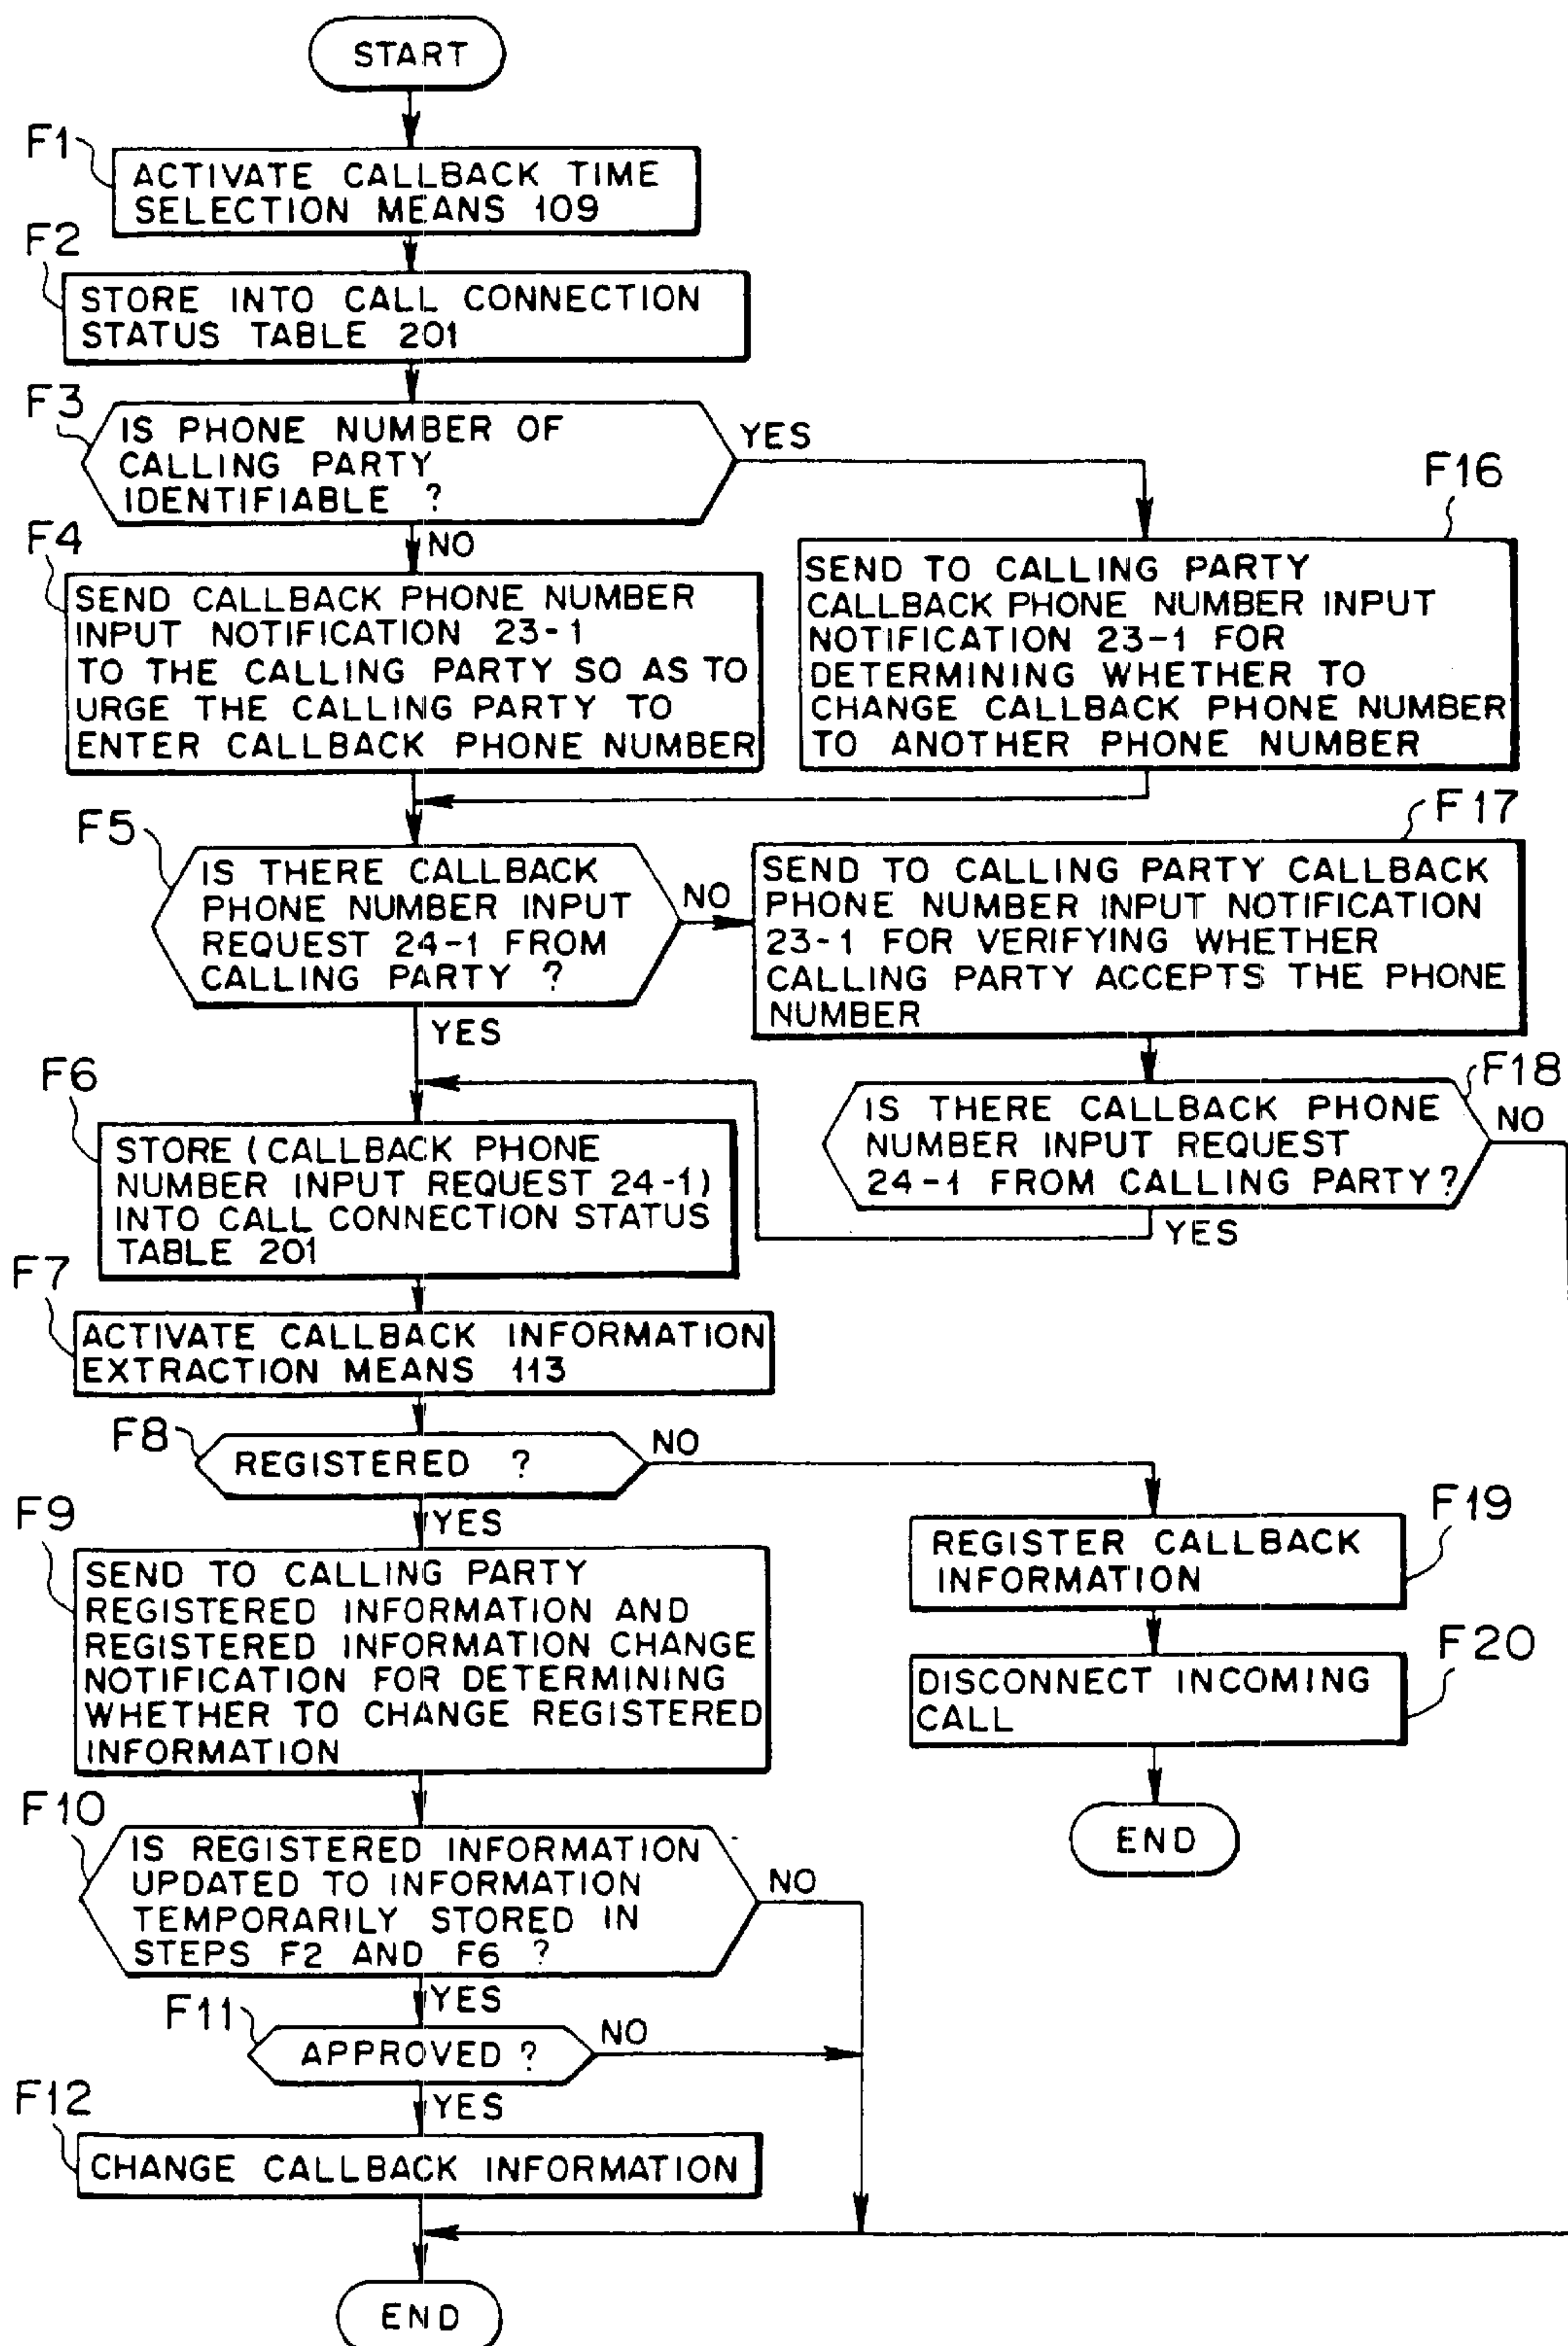 START
F1
ACTIVATE CALLBACK TIME
SELECTION MEANS 109
F2
STORE INTO CALL CONNECTION
STATUS TABLE 201
F3
IS PHONE NUMBER OF
CALLING PARTY
IDENTIFIABLE ?
YES
NO
F16
SEND TO CALLING PARTY
CALLBACK PHONE NUMBER INPUT
NOTIFICATION 23-1 FOR
DETERMINING WHETHER TO
CHANGE CALLBACK PHONE NUMBER
TO ANOTHER PHONE NUMBER
F4
SEND CALLBACK PHONE NUMBER
INPUT NOTIFICATION 23-1
TO THE CALLING PARTY SO AS TO
URGE THE CALLING PARTY TO
ENTER CALLBACK PHONE NUMBER
F5
IS THERE CALLBACK
PHONE NUMBER INPUT
REQUEST 24-1 FROM
CALLING PARTY ?
NO
YES
F17
SEND TO CALLING PARTY CALLBACK
PHONE NUMBER INPUT NOTIFICATION
23-1 FOR VERIFYING WHETHER
CALLING PARTY ACCEPTS THE PHONE
NUMBER
F18
IS THERE CALLBACK PHONE
NUMBER INPUT REQUEST
24-1 FROM CALLING PARTY?
NO
YES
F6
STORE (CALLBACK PHONE
NUMBER INPUT REQUEST 24-1)
INTO CALL CONNECTION STATUS
TABLE 201
F7
ACTIVATE CALLBACK INFORMATION
EXTRACTION MEANS 113
F8
REGISTERED ?
NO
YES
F19
REGISTER CALLBACK
INFORMATION
F20
DISCONNECT INCOMING
CALL
END
F9
SEND TO CALLING PARTY
REGISTERED INFORMATION AND
REGISTERED INFORMATION CHANGE
NOTIFICATION FOR DETERMINING
WHETHER TO CHANGE REGISTERED
INFORMATION
F10
IS REGISTERED INFORMATION
UPDATED TO INFORMATION
TEMPORARILY STORED IN
STEPS F2 AND F6 ?
NO
YES
F11
APPROVED ?
NO
YES
F12
CHANGE CALLBACK INFORMATION
END